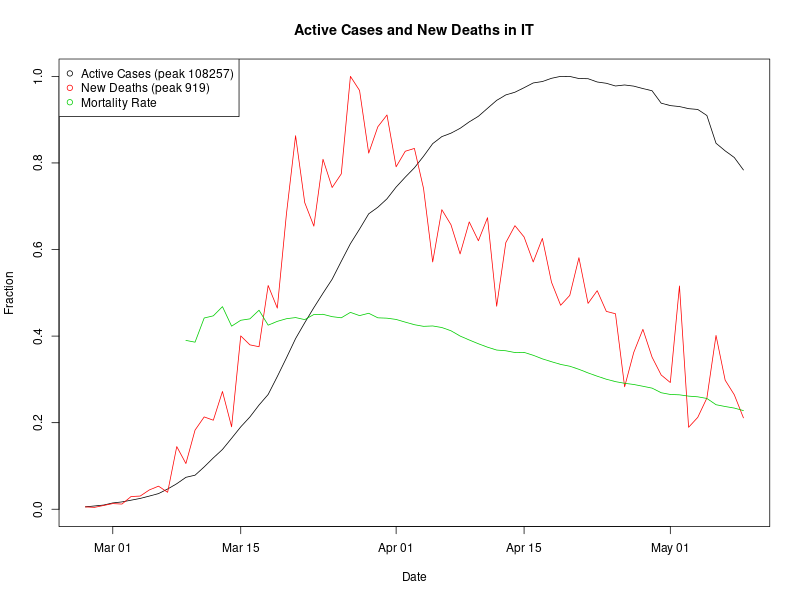 Active Cases and New Deaths in IT
Active Cases (peak 108257)
New Deaths (peak 919)
Mortality Rate
Fraction
1.0
0.8
0.6
0.4
0.2
0.0
Mar 01
Mar 15
Apr 01
Apr 15
May 01
Date